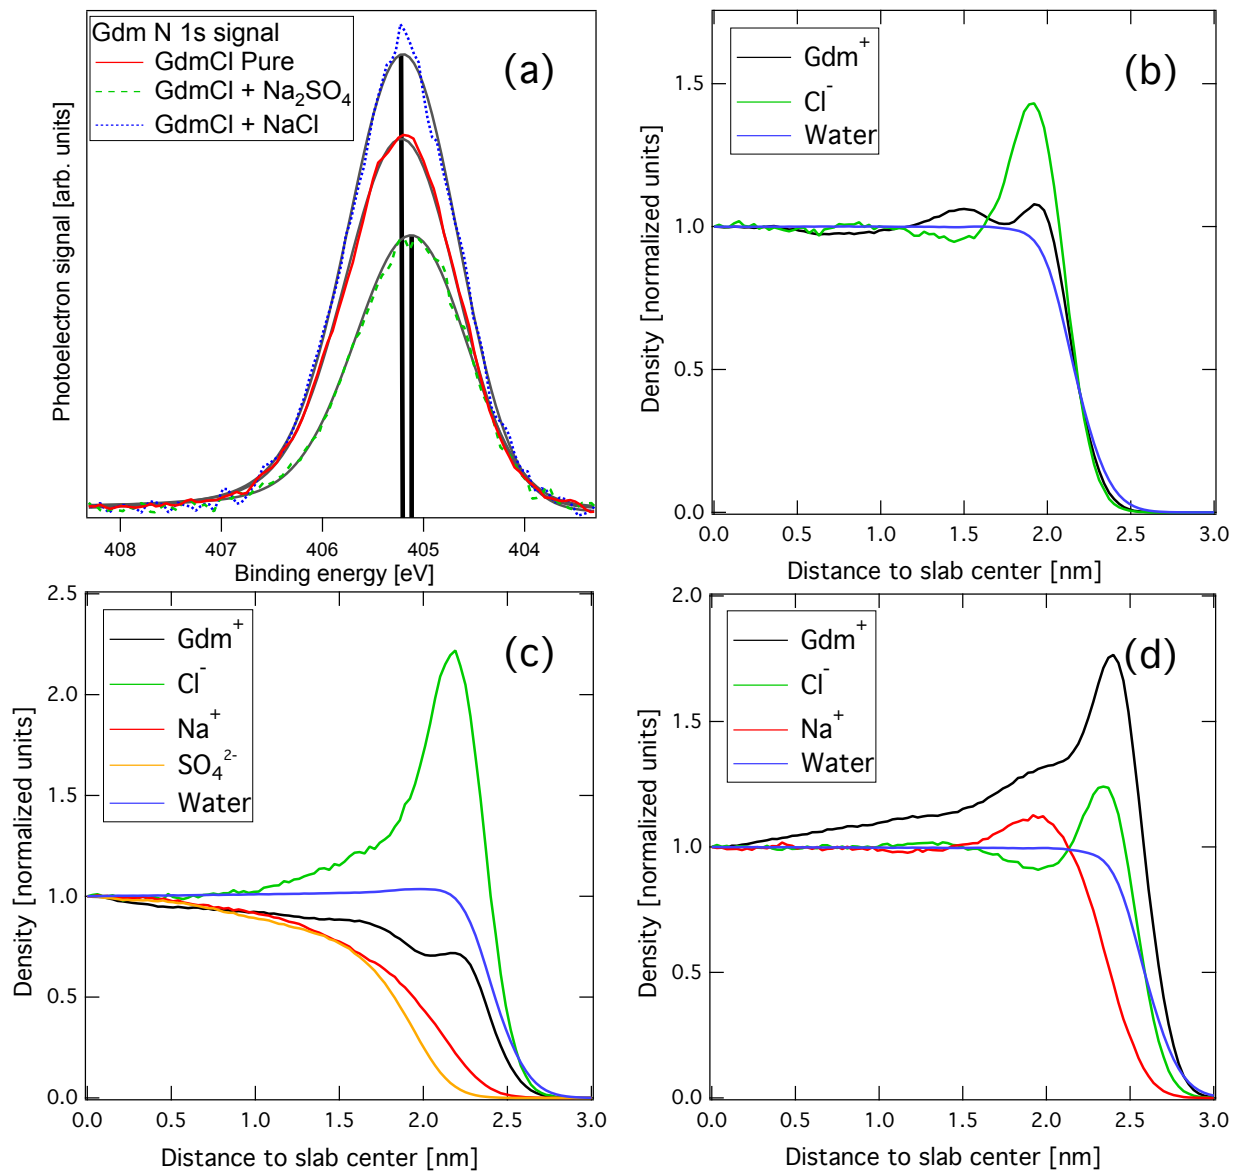 Gdm N 1s signal
GdmCl Pure
GdmCl + Na₂SO₄
GdmCl + NaCl
(a)
Photoelectron signal [arb. units]
408 407 406 405 404
Binding energy [eV]
Gdm⁺
Cl⁻
Water
(b)
Density [normalized units]
1.5
1.0
0.5
0.0
0.0 0.5 1.0 1.5 2.0 2.5 3.0
Distance to slab center [nm]
Gdm⁺
Cl⁻
Na⁺
SO₄²⁻
Water
(c)
Density [normalized units]
2.5
2.0
1.5
1.0
0.5
0.0
0.0 0.5 1.0 1.5 2.0 2.5 3.0
Distance to slab center [nm]
Gdm⁺
Cl⁻
Na⁺
Water
(d)
Density [normalized units]
2.0
1.5
1.0
0.5
0.0
0.0 0.5 1.0 1.5 2.0 2.5 3.0
Distance to slab center [nm]